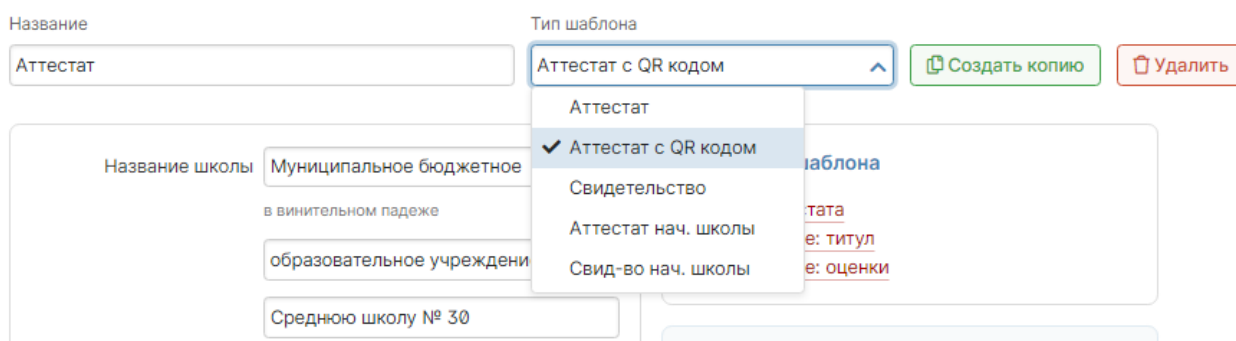 Название
Тип шаблона
Аттестат
Аттестат с QR кодом
Создать копию
Удалить
Аттестат
Аттестат с QR кодом
Свидетельство
Аттестат нач. школы
Свид-во нач. школы
Название школы
Муниципальное бюджетное
в винительном падеже
образовательное учреждени
Среднюю школу № 30
аблона
тата
е: титул
е: оценки